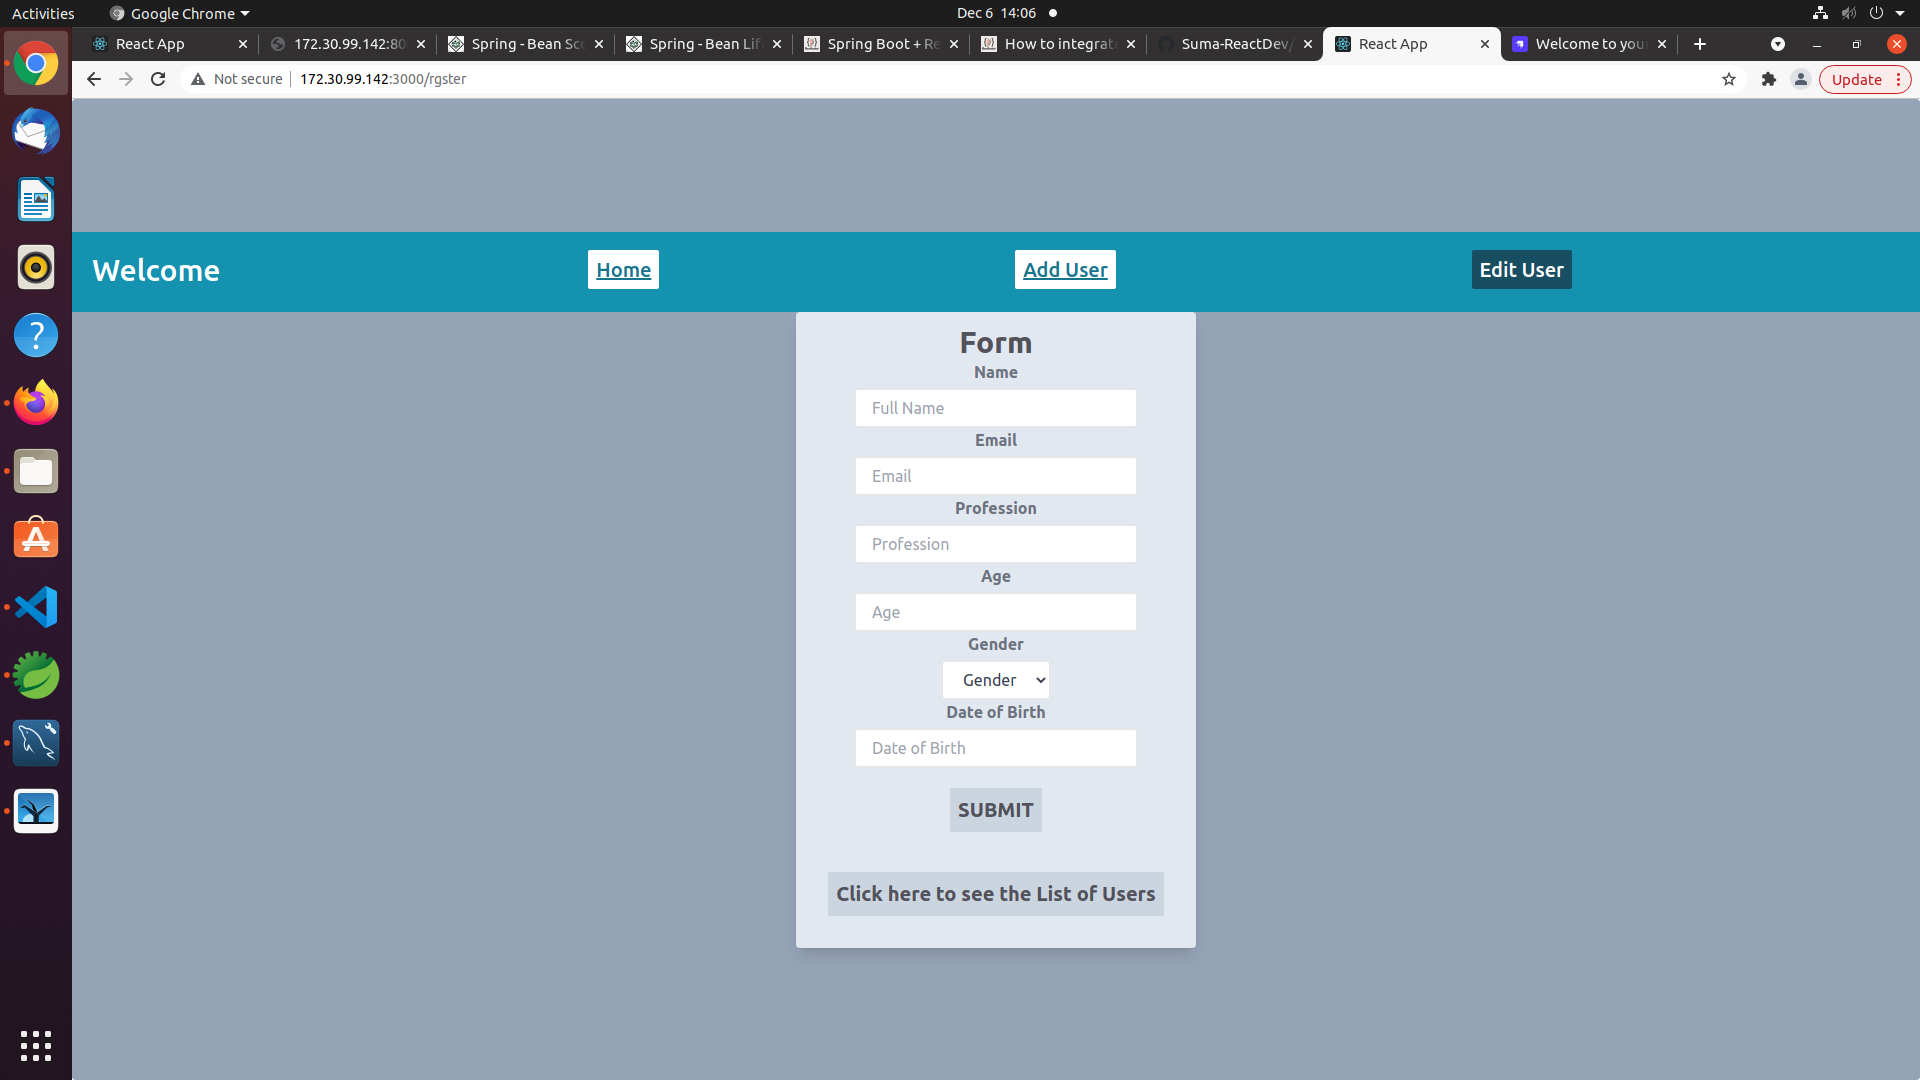 Activities Google Chrome Dec 6 14:06
React App 172.30.99.142:80 Spring - Bean Sco Spring - Bean Lif Spring Boot + Re How to integrat Suma-ReactDev/ React App Welcome to you
Not secure 172.30.99.142:3000/rgster Update
Welcome Home Add User Edit User
Form
Name
Full Name
Email
Email
Profession
Profession
Age
Age
Gender
Gender
Date of Birth
Date of Birth
SUBMIT
Click here to see the List of Users